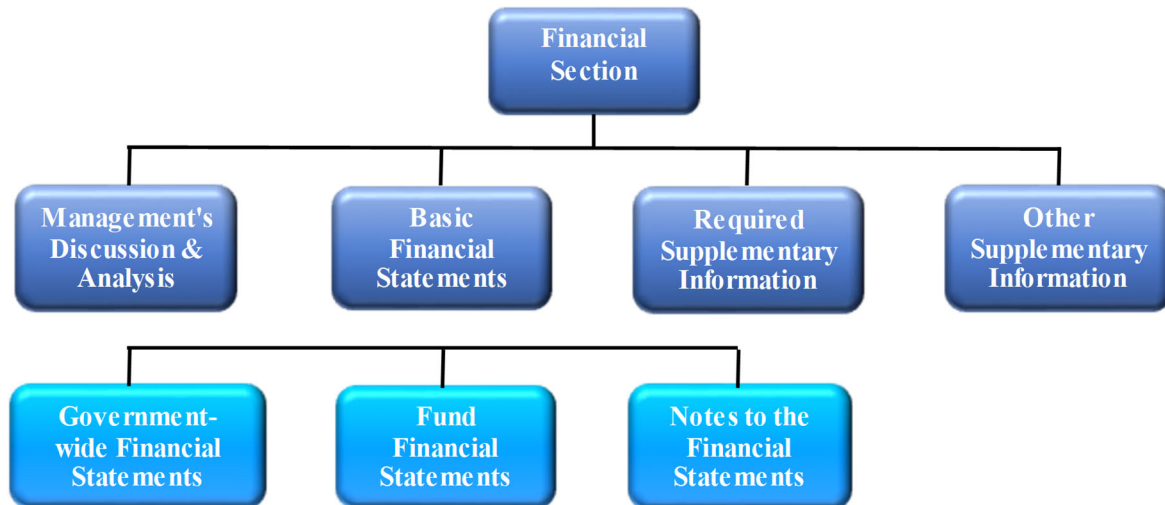 Financial
Section
Management's
Discussion &
Analysis
Basic
Financial
Statements
Required
Supplementary
Information
Other
Supplementary
Information
Government-
wide Financial
Statements
Fund
Financial
Statements
Notes to the
Financial
Statements